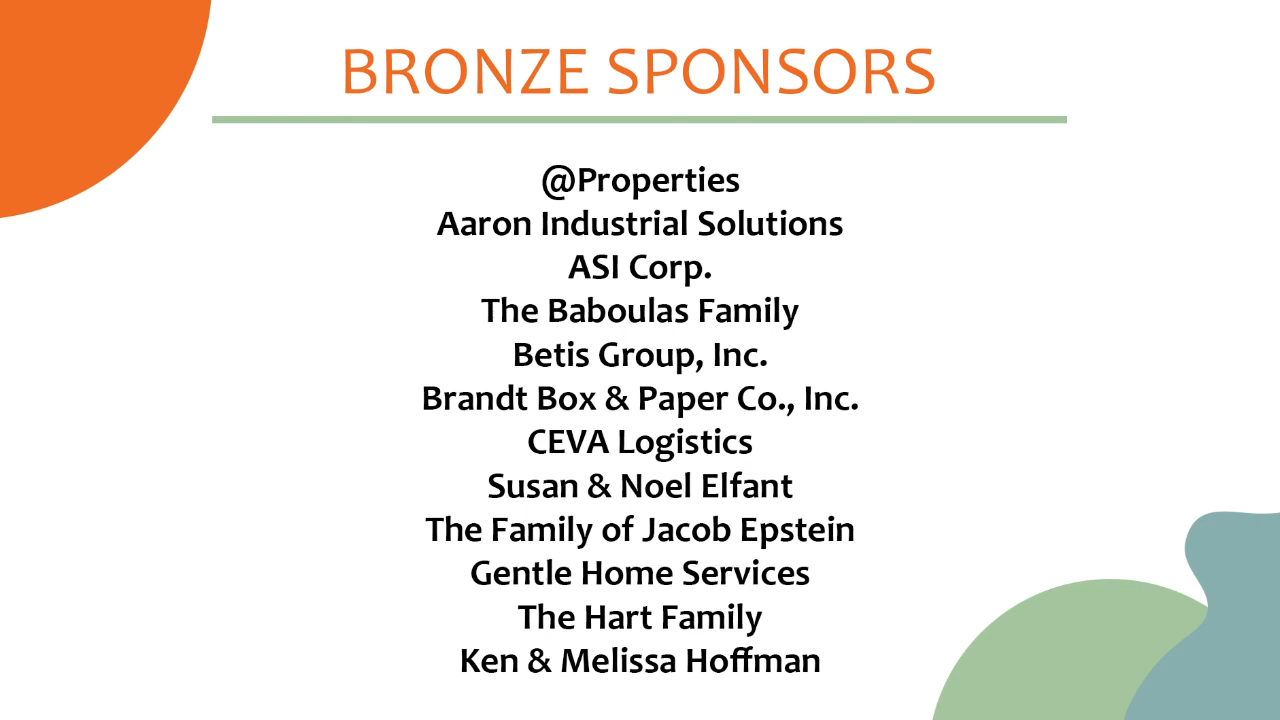 BRONZE SPONSORS
@Properties
Aaron Industrial Solutions
ASI Corp.
The Baboulas Family
Betis Group, Inc.
Brandt Box & Paper Co., Inc.
CEVA Logistics
Susan & Noel Elfant
The Family of Jacob Epstein
Gentle Home Services
The Hart Family
Ken & Melissa Hoffman